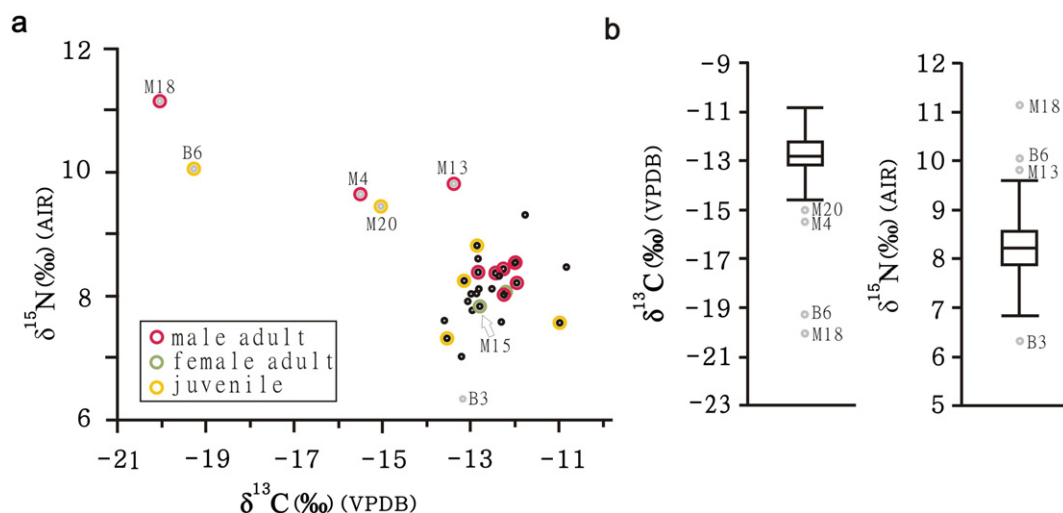 a
12
10
8
6
δ15N(‰)(AIR)
M18
B6
M4
M20
M13
M15
B3
male adult
female adult
juvenile
-21
-19
-17
-15
-13
-11
δ13C(‰)(VPDB)
b
-9
-11
-13
-15
-17
-19
-21
-23
δ13C(‰)(VPDB)
M20
M4
B6
M18
12
11
10
9
8
7
6
5
δ15N(‰)(AIR)
M18
B6
M13
B3